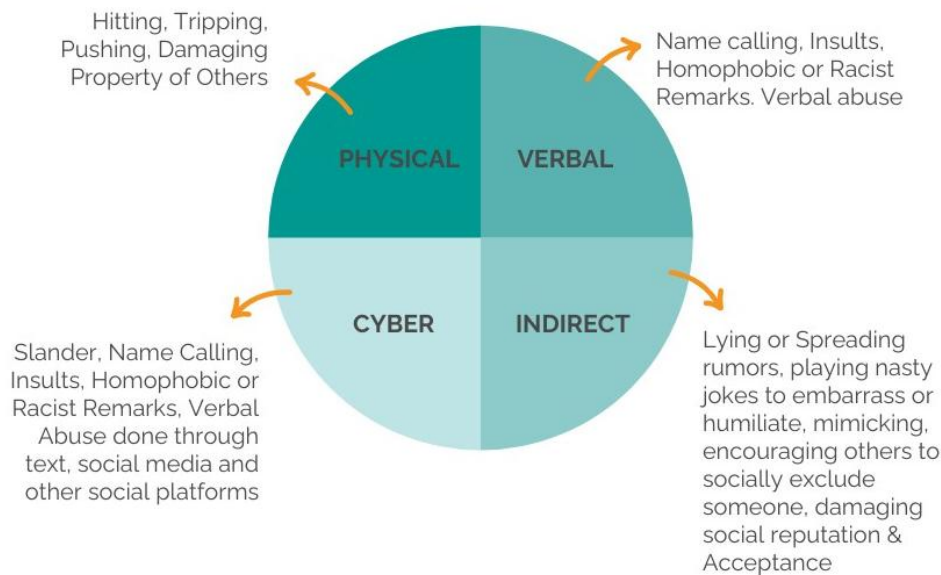 Hitting, Tripping,
Pushing, Damaging
Property of Others
Name calling, Insults,
Homophobic or Racist
Remarks. Verbal abuse
PHYSICAL
VERBAL
CYBER
INDIRECT
Slander, Name Calling,
Insults, Homophobic or
Racist Remarks, Verbal
Abuse done through
text, social media and
other social platforms
Lying or Spreading
rumors, playing nasty
jokes to embarrass or
humiliate, mimicking,
encouraging others to
socially exclude
someone, damaging
social reputation &
Acceptance